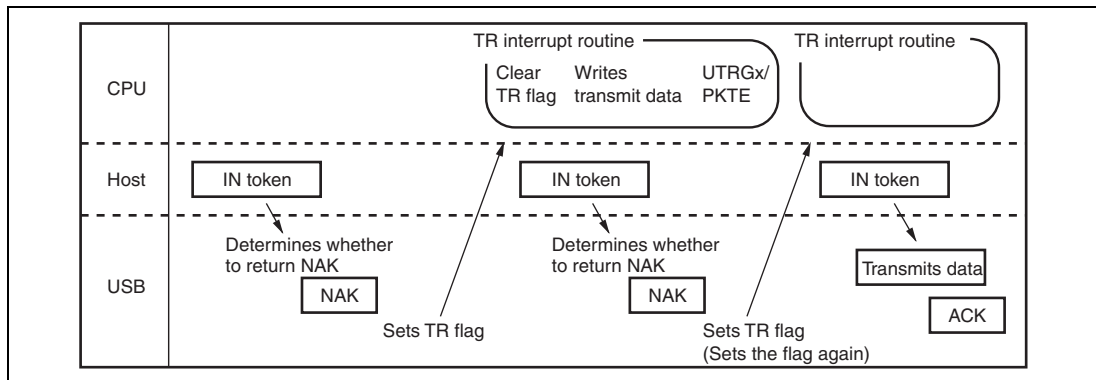 TR interrupt routine TR interrupt routine
CPU
Clear Writes UTRGx/
TR flag transmit data PKTE
Host IN token IN token IN token
USB
Determines whether Determines whether
to return NAK to return NAK
Transmits data
NAK NAK
ACK
Sets TR flag Sets TR flag
(Sets the flag again)